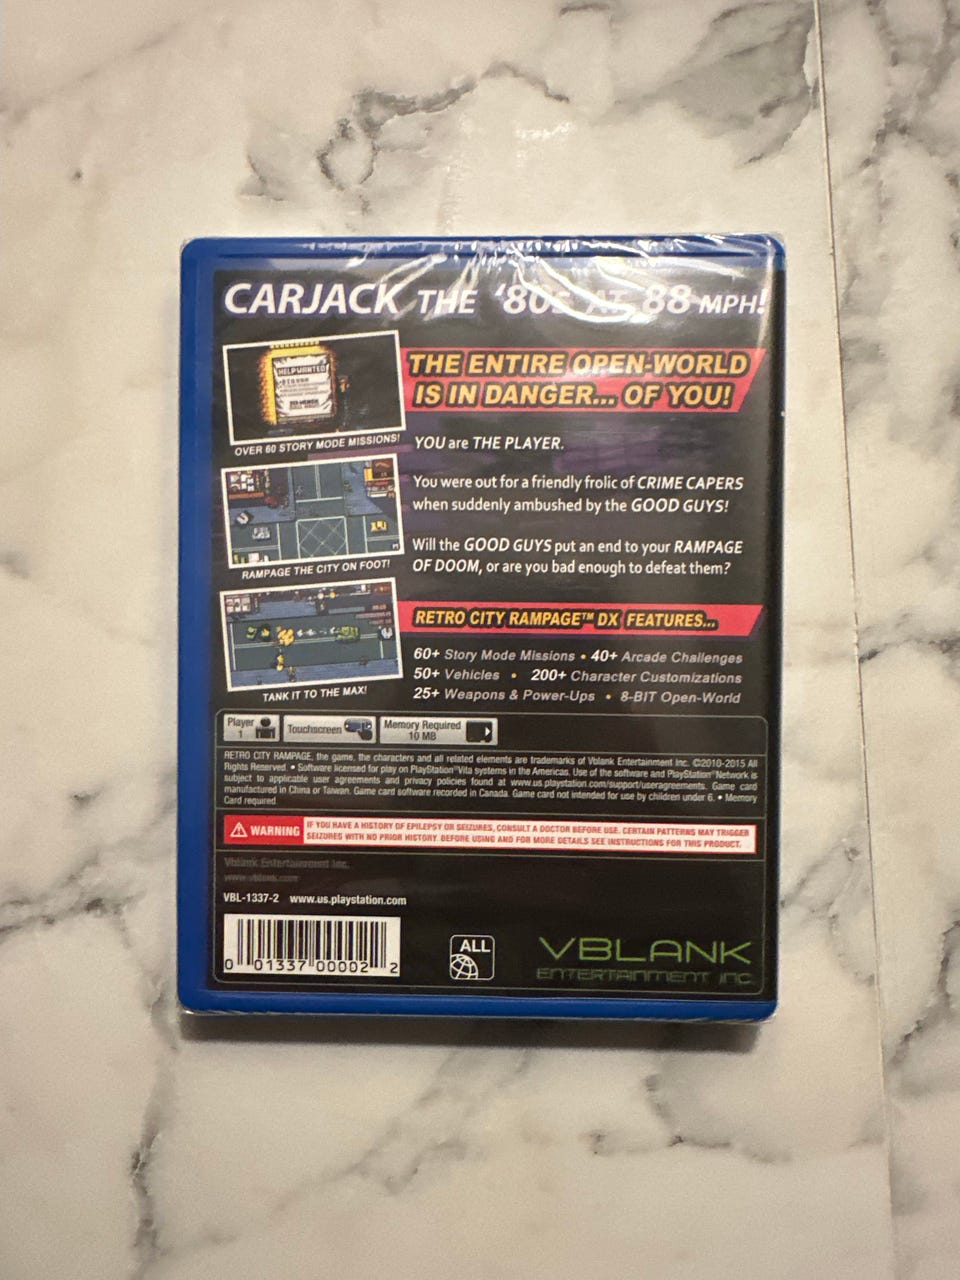 CARJACK THE '80s AT 88 MPH!
HELP WANTED
OVER 60 STORY MODE MISSIONS!
RAMPAGE THE CITY ON FOOT!
TANK IT TO THE MAX!
THE ENTIRE OPEN-WORLD
IS IN DANGER... OF YOU!
YOU are THE PLAYER.
You were out for a friendly frolic of CRIME CAPERS
when suddenly ambushed by the GOOD GUYS!
Will the GOOD GUYS put an end to your RAMPAGE
OF DOOM, or are you bad enough to defeat them?
RETRO CITY RAMPAGE™ DX FEATURES...
60+ Story Mode Missions • 40+ Arcade Challenges
50+ Vehicles • 200+ Character Customizations
25+ Weapons & Power-Ups • 8-BIT Open-World
Player
1
Touchscreen
Memory Required
10 MB
RETRO CITY RAMPAGE, the game, the characters and all related elements are trademarks of Vblank Entertainment Inc. ©2010-2015 All
Rights Reserved. • Software licensed for play on PlayStation®Vita systems in the Americas. Use of the software and PlayStation®Network is
subject to applicable user agreements and privacy policies found at www.us.playstation.com/support/useragreements. Game card
manufactured in China or Taiwan. Game card software recorded in Canada. Game card not intended for use by children under 6. • Memory
Card required.
WARNING
IF YOU HAVE A HISTORY OF EPILEPSY OR SEIZURES, CONSULT A DOCTOR BEFORE USE. CERTAIN PATTERNS MAY TRIGGER
SEIZURES WITH NO PRIOR HISTORY. BEFORE USING AND FOR MORE DETAILS SEE INSTRUCTIONS FOR THIS PRODUCT.
Vblank Entertainment Inc.
www.vblank.com
VBL-1337-2 www.us.playstation.com
0 01337 00002 2
ALL
VBLANK
ENTERTAINMENT INC.